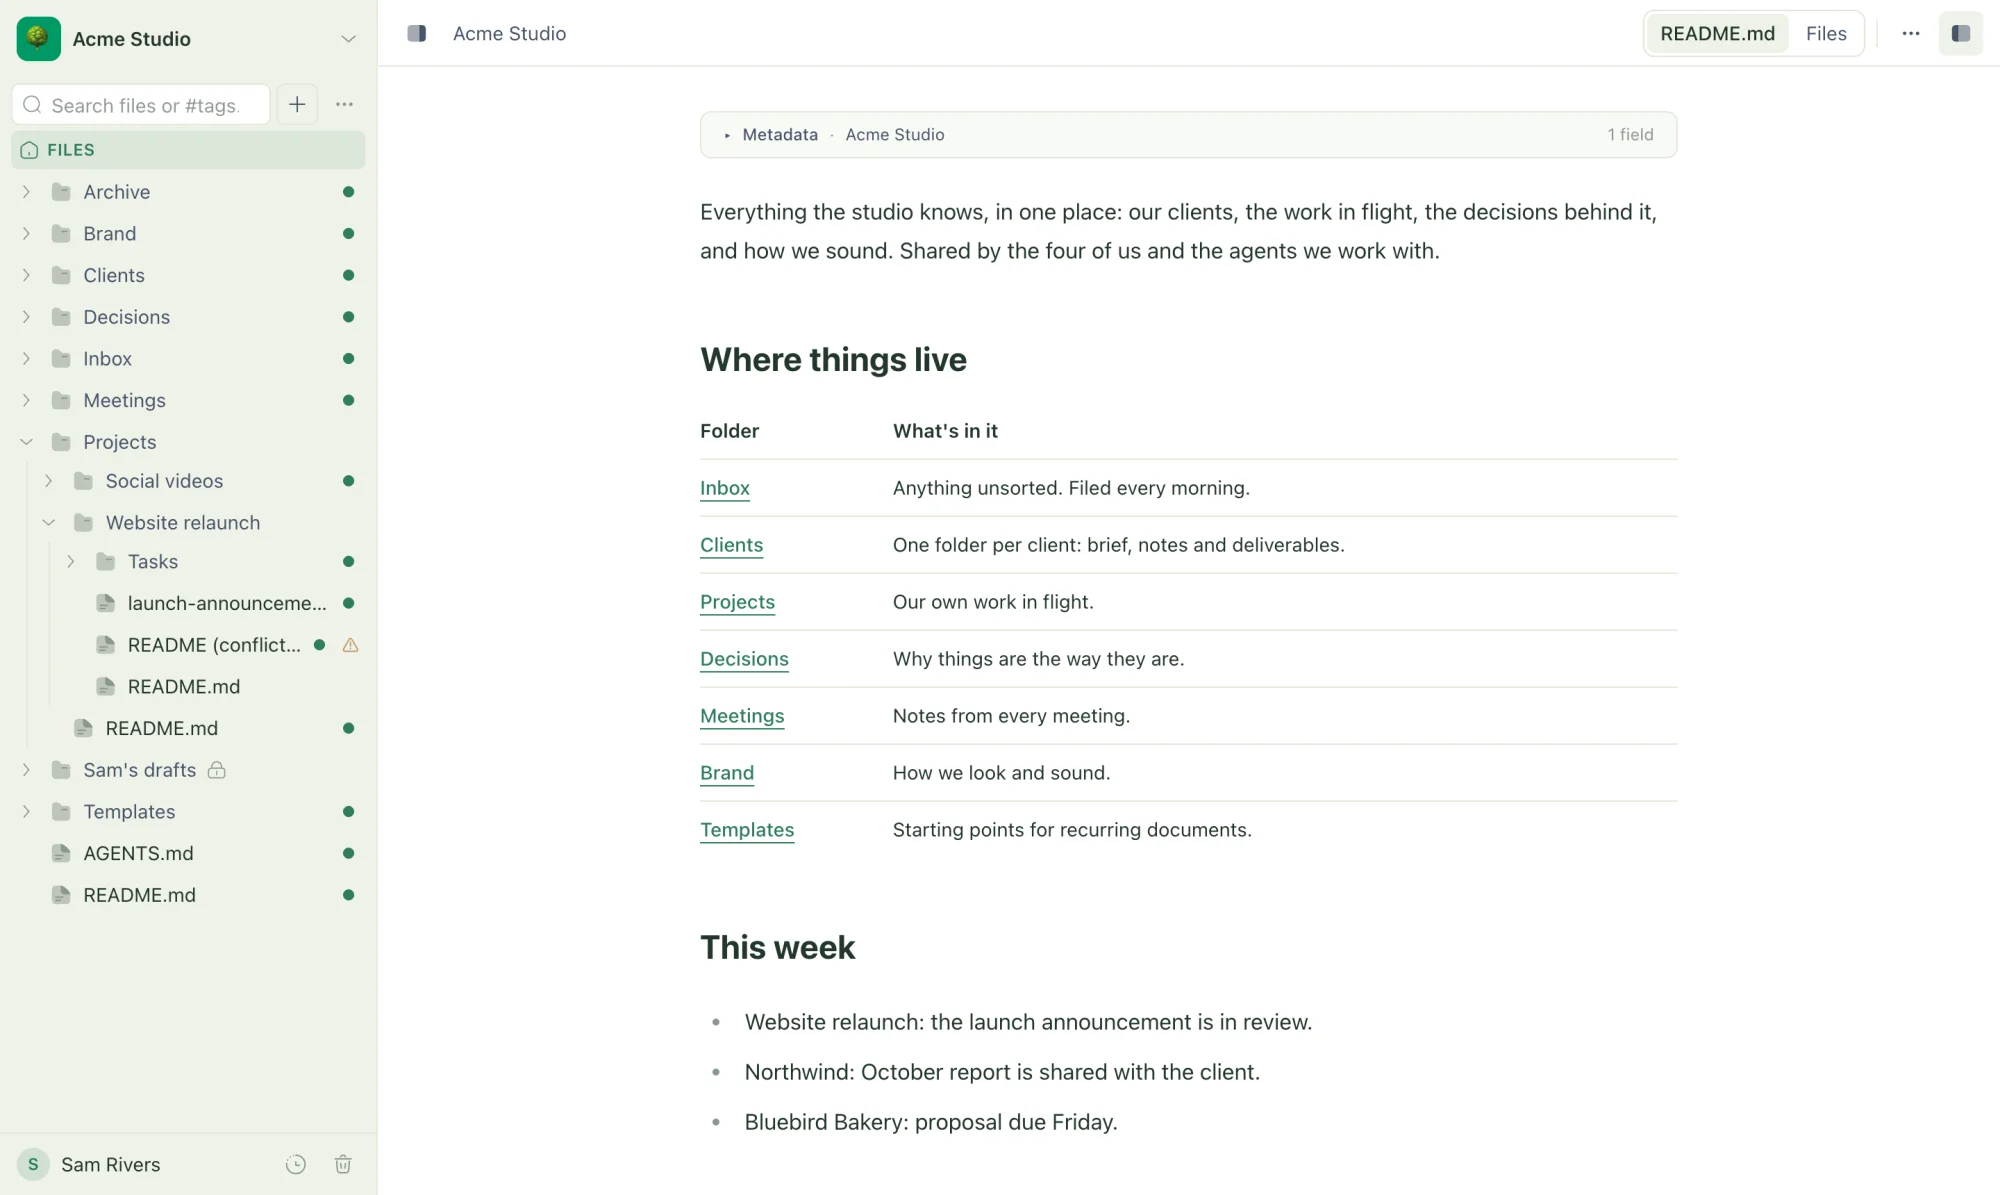 Acme Studio
Search files or #tags.
FILES
Archive
Brand
Clients
Decisions
Inbox
Meetings
Projects
Social videos
Website relaunch
Tasks
launch-announceme...
README (conflict...
README.md
README.md
Sam's drafts
Templates
AGENTS.md
README.md
S Sam Rivers
Acme Studio
README.md Files
Metadata · Acme Studio 1 field
Everything the studio knows, in one place: our clients, the work in flight, the decisions behind it,
and how we sound. Shared by the four of us and the agents we work with.
Where things live
Folder What's in it
Inbox Anything unsorted. Filed every morning.
Clients One folder per client: brief, notes and deliverables.
Projects Our own work in flight.
Decisions Why things are the way they are.
Meetings Notes from every meeting.
Brand How we look and sound.
Templates Starting points for recurring documents.
This week
• Website relaunch: the launch announcement is in review.
• Northwind: October report is shared with the client.
• Bluebird Bakery: proposal due Friday.